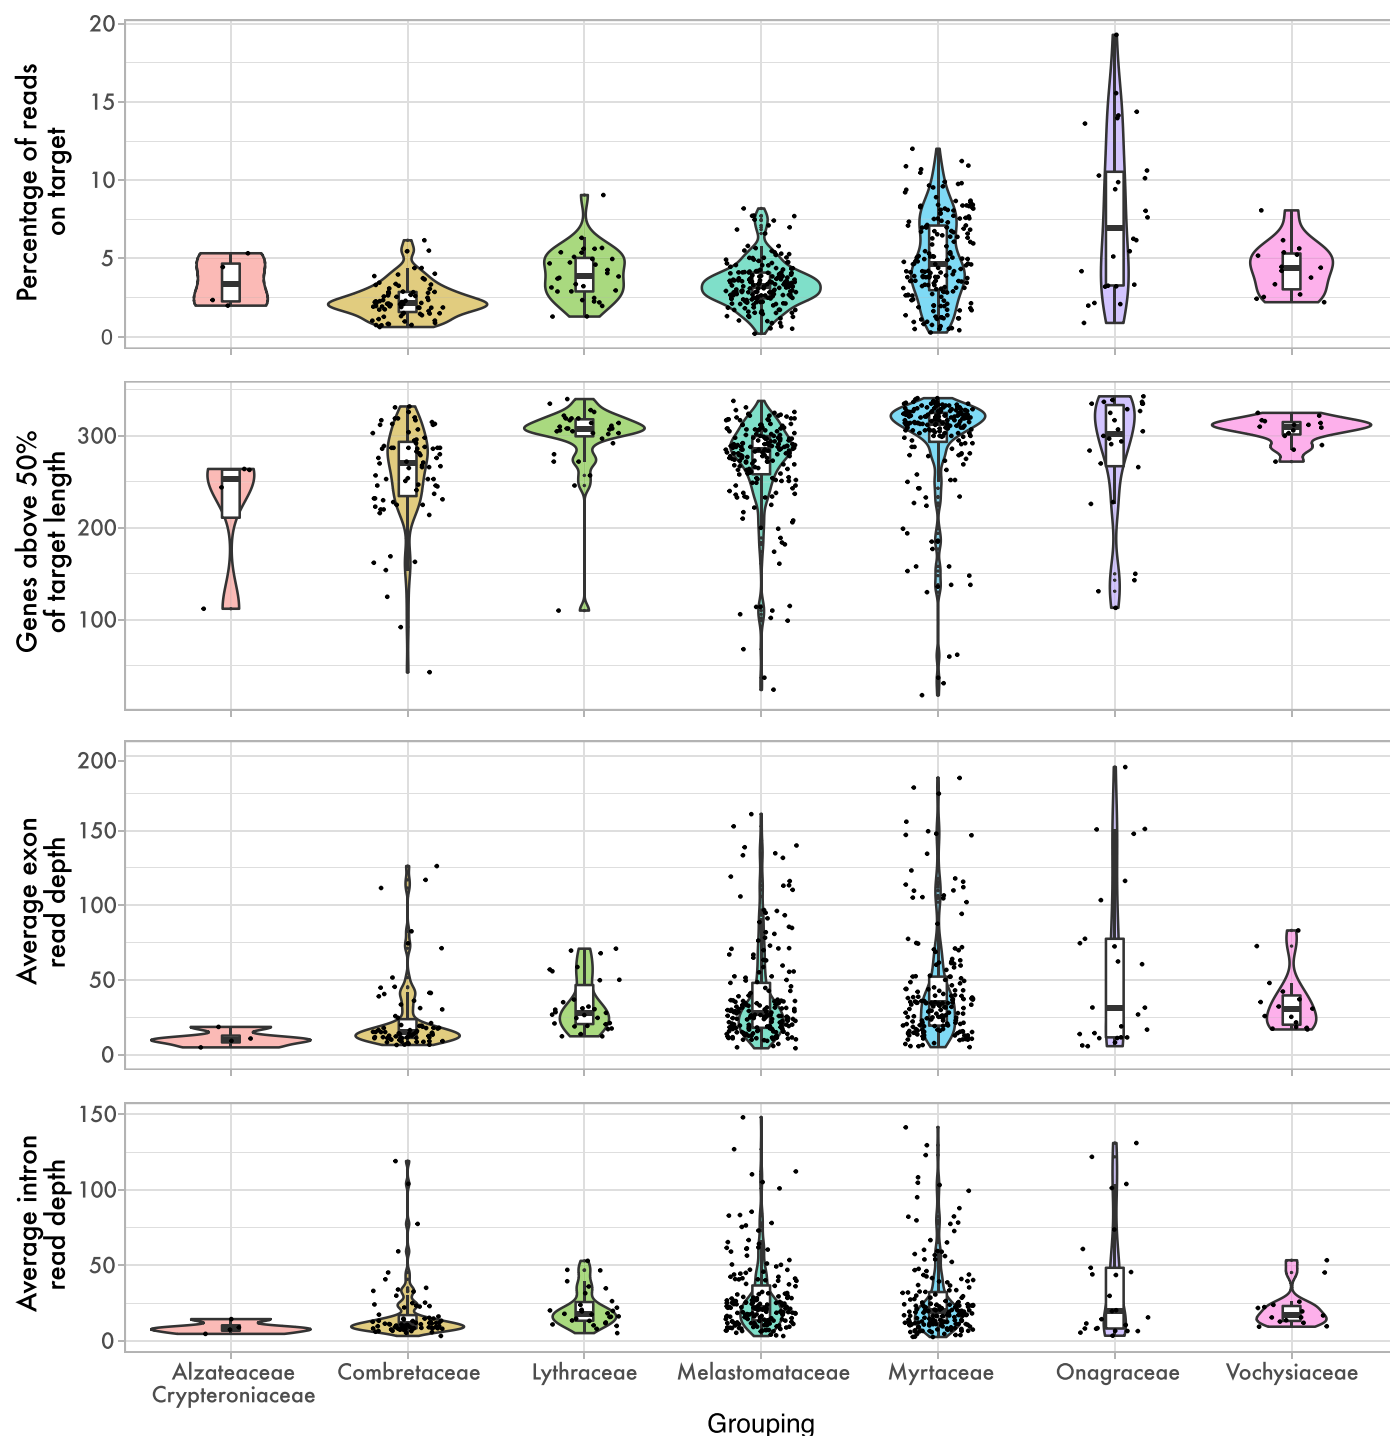 Percentage of reads
on target
20
15
10
5
0
Genes above 50%
of target length
300
200
100
Average exon
read depth
200
150
100
50
0
Average intron
read depth
150
100
50
0
Alzateaceae
Crypteroniaceae
Combretaceae
Lythraceae
Melastomataceae
Myrtaceae
Onagraceae
Vochysiaceae
Grouping